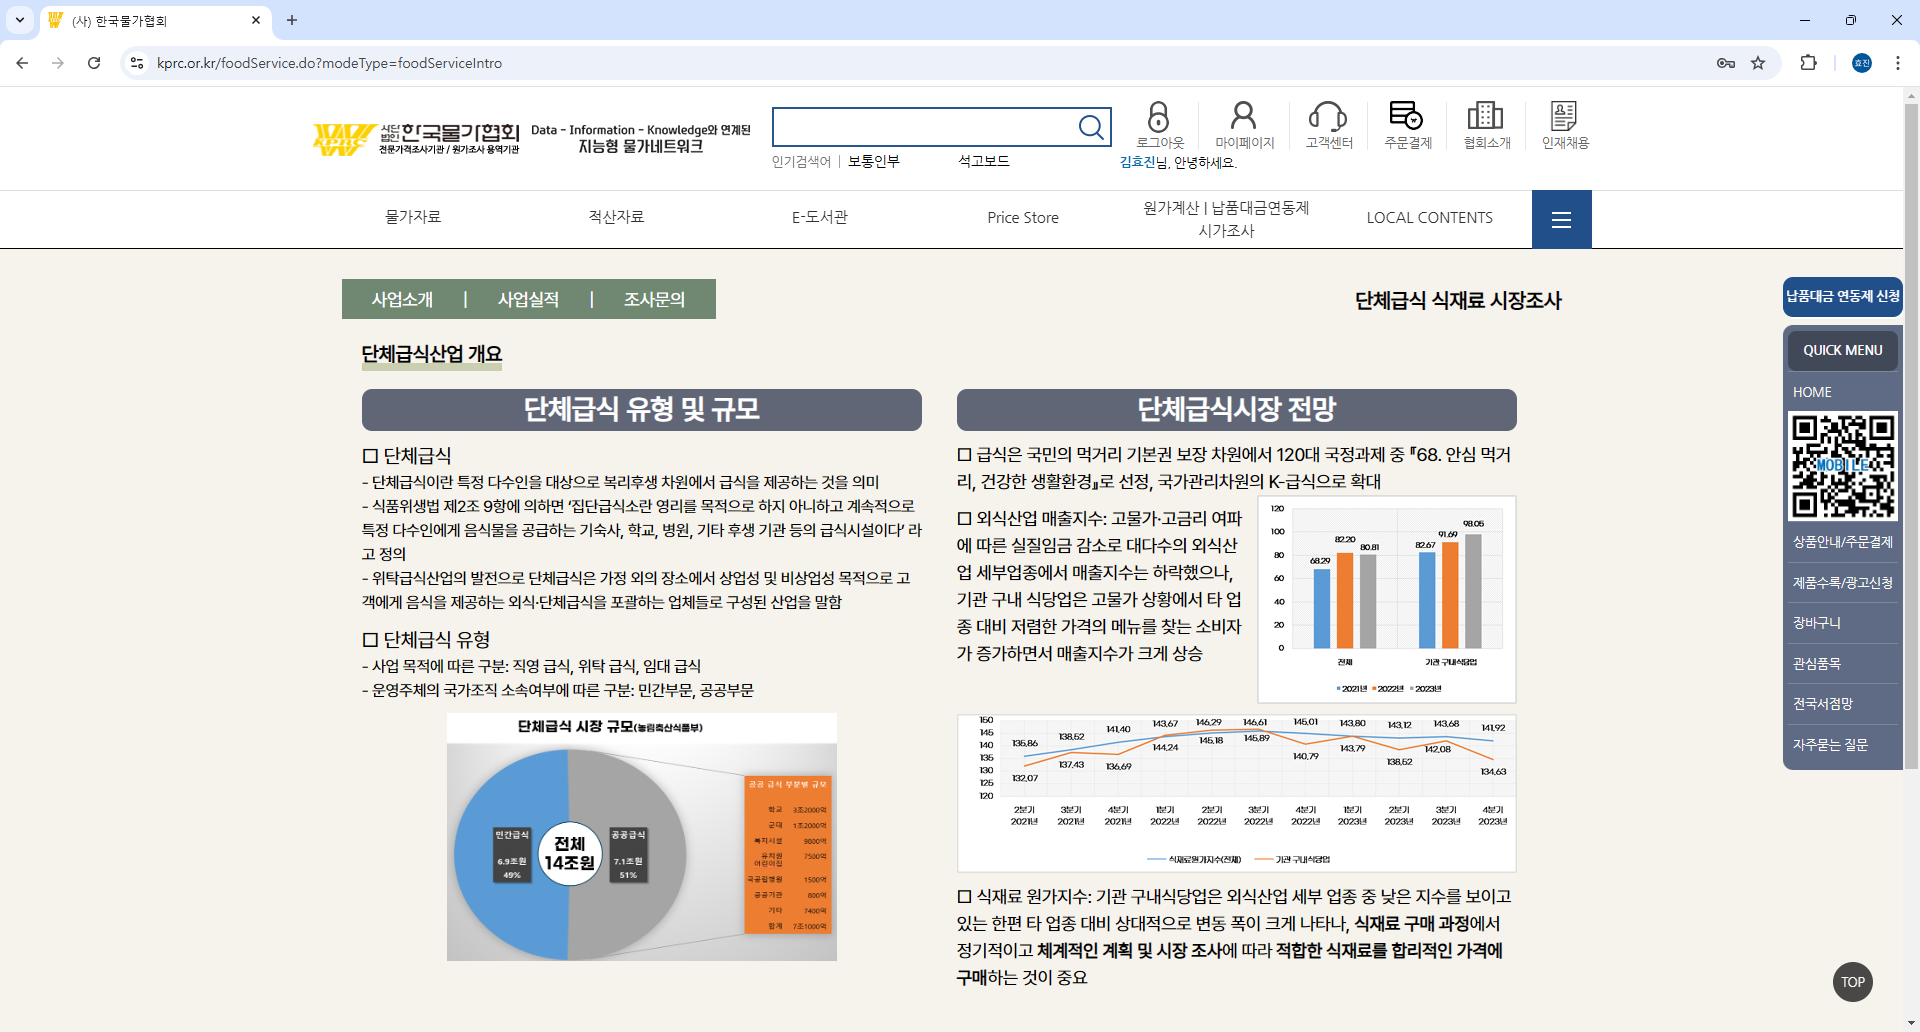 (사) 한국물가협회
kprc.or.kr/foodService.do?modeType=foodServiceIntro
효진
KPRC 사단법인 한국물가협회
전문가격조사기관 / 원가조사 용역기관
Data - Information - Knowledge와 연계된
지능형 물가네트워크
인기검색어 | 보통인부 석고보드
로그아웃 마이페이지 고객센터 주문결제 협회소개 인재채용
김효진님, 안녕하세요.
물가자료 적산자료 E-도서관 Price Store 원가계산 | 납품대금연동제
시가조사 LOCAL CONTENTS
사업소개 | 사업실적 | 조사문의
단체급식 식재료 시장조사
단체급식산업 개요
단체급식 유형 및 규모
□ 단체급식
- 단체급식이란 특정 다수인을 대상으로 복리후생 차원에서 급식을 제공하는 것을 의미
- 식품위생법 제2조 9항에 의하면 ‘집단급식소란 영리를 목적으로 하지 아니하고 계속적으로
특정 다수인에게 음식물을 공급하는 기숙사, 학교, 병원, 기타 후생 기관 등의 급식시설이다’ 라
고 정의
- 위탁급식산업의 발전으로 단체급식은 가정 외의 장소에서 상업성 및 비상업성 목적으로 고
객에게 음식을 제공하는 외식·단체급식을 포괄하는 업체들로 구성된 산업을 말함
□ 단체급식 유형
- 사업 목적에 따른 구분: 직영 급식, 위탁 급식, 임대 급식
- 운영주체의 국가조직 소속여부에 따른 구분: 민간부문, 공공부문
단체급식 시장 규모(농림축산식품부)
민간급식
6.9조원
49%
전체
14조원
공공급식
7.1조원
51%
공공 급식 부분별 규모
학교 3조2000억
군대 1조2000억
복지시설 9800억
유치원
어린이집 7500억
국공립병원 1500억
공공기관 800억
기타 7400억
합계 7조1000억
단체급식시장 전망
□ 급식은 국민의 먹거리 기본권 보장 차원에서 120대 국정과제 중 『68. 안심 먹거
리, 건강한 생활환경』로 선정, 국가관리차원의 K-급식으로 확대
□ 외식산업 매출지수: 고물가·고금리 여파
에 따른 실질임금 감소로 대다수의 외식산
업 세부업종에서 매출지수는 하락했으나,
기관 구내 식당업은 고물가 상황에서 타 업
종 대비 저렴한 가격의 메뉴를 찾는 소비자
가 증가하면서 매출지수가 크게 상승
120
100
80
60
40
20
0
68.29 82.20 80.81 82.67 91.69 98.05
전체 기관 구내식당업
2021년 2022년 2023년
150
145
140
135
130
125
120
135.86 138.52 141.40 143.67 146.29 146.61 145.01 143.80 143.12 143.68 141.92
132.07 137.43 136.69 144.24 145.18 145.89 140.79 143.79 138.52 142.08 134.63
2분기 3분기 4분기 1분기 2분기 3분기 4분기 1분기 2분기 3분기 4분기
2021년 2021년 2021년 2022년 2022년 2022년 2022년 2023년 2023년 2023년 2023년
식재료원가지수(전체) 기관 구내식당업
□ 식재료 원가지수: 기관 구내식당업은 외식산업 세부 업종 중 낮은 지수를 보이고
있는 한편 타 업종 대비 상대적으로 변동 폭이 크게 나타나, 식재료 구매 과정에서
정기적이고 체계적인 계획 및 시장 조사에 따라 적합한 식재료를 합리적인 가격에
구매하는 것이 중요
납품대금 연동제 신청
QUICK MENU
HOME
MOBILE
상품안내/주문결제
제품수록/광고신청
장바구니
관심품목
전국서점망
자주묻는 질문
TOP